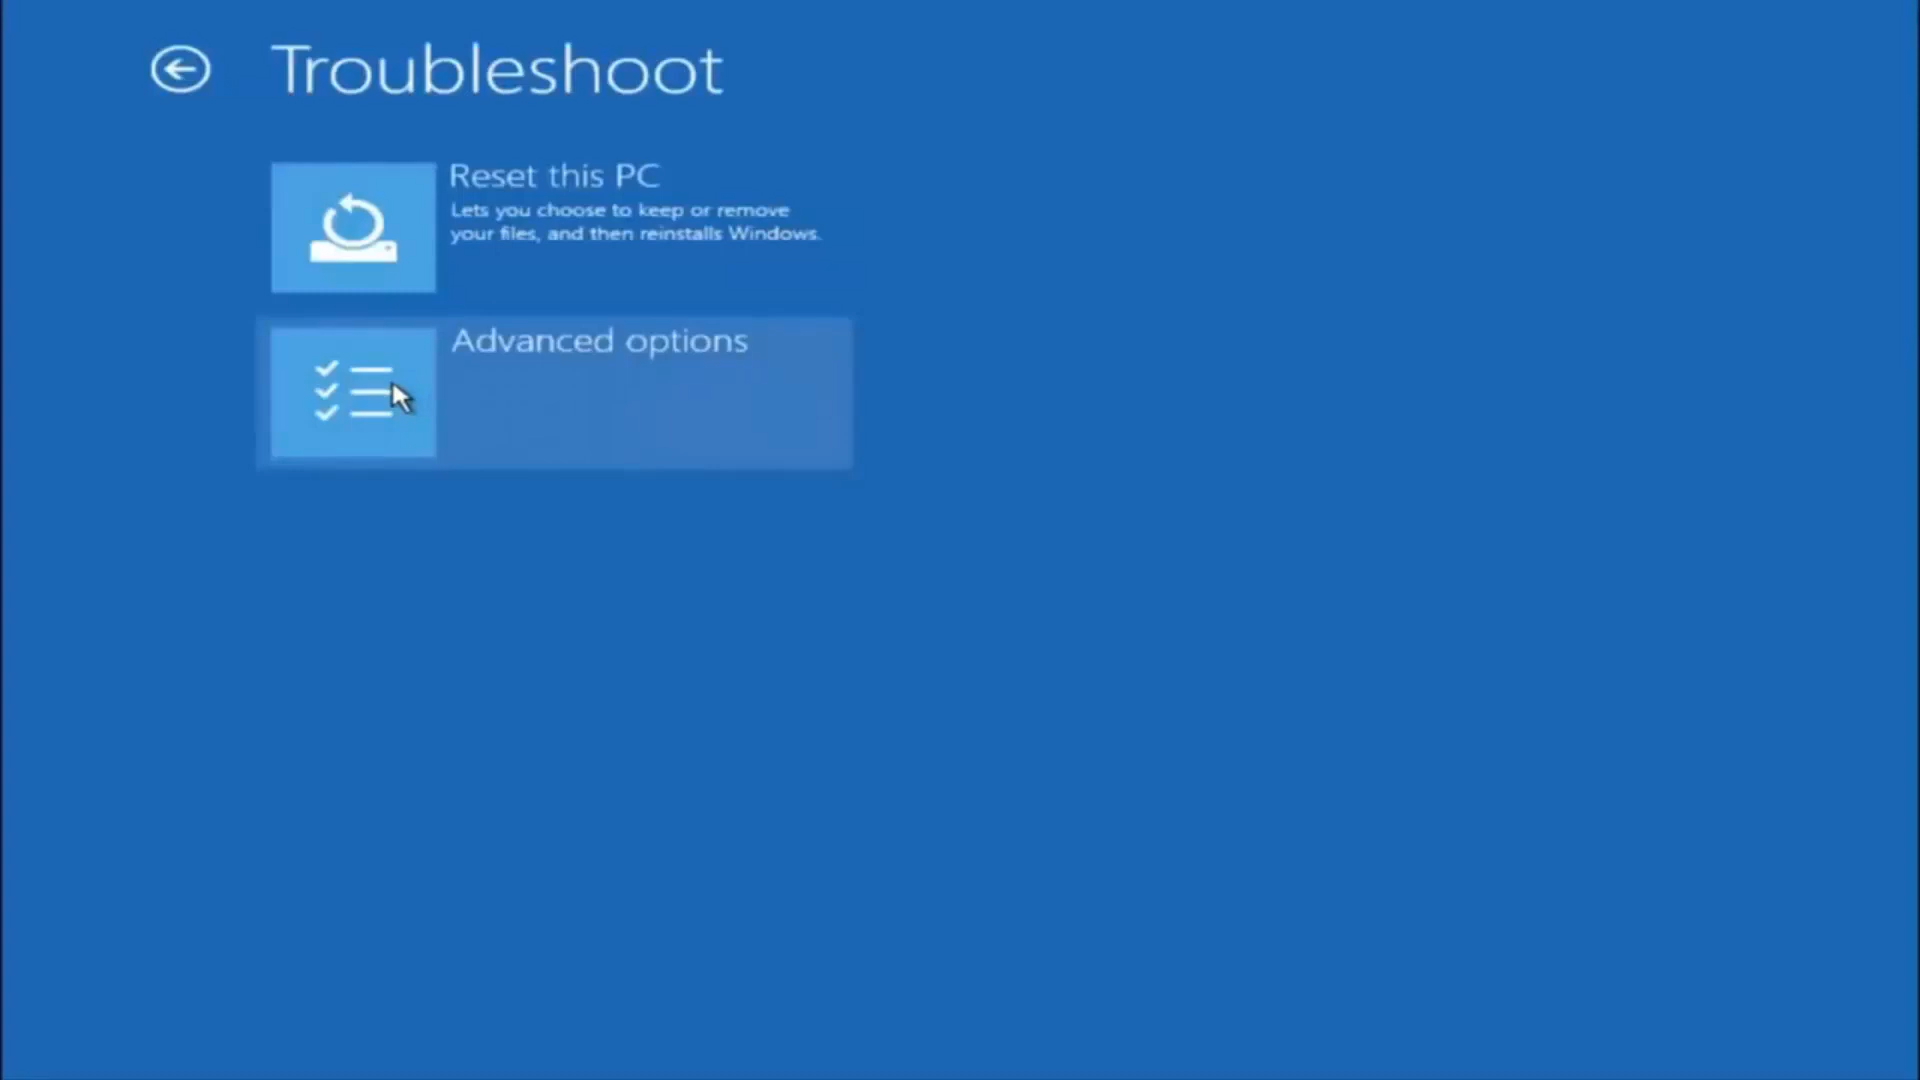 Troubleshoot
Reset this PC
Lets you choose to keep or remove
your files, and then reinstalls Windows.
Advanced options